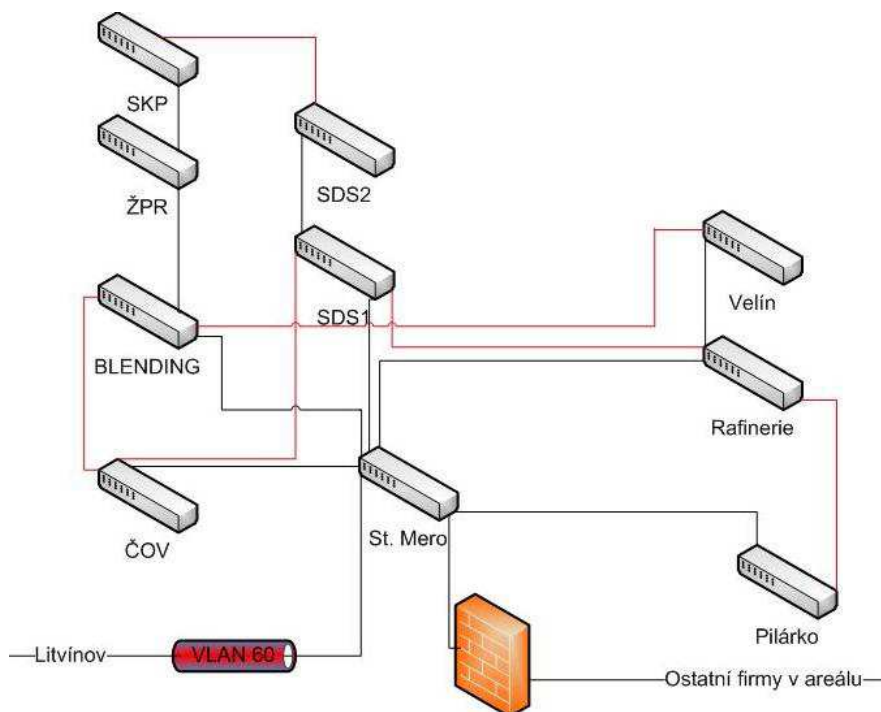 SKP
ŽPR
SDS2
SDS1
Velín
BLENDING
Rafinerie
ČOV
St. Mero
Pilárko
Litvínov
VLAN 60
Ostatní firmy v areálu